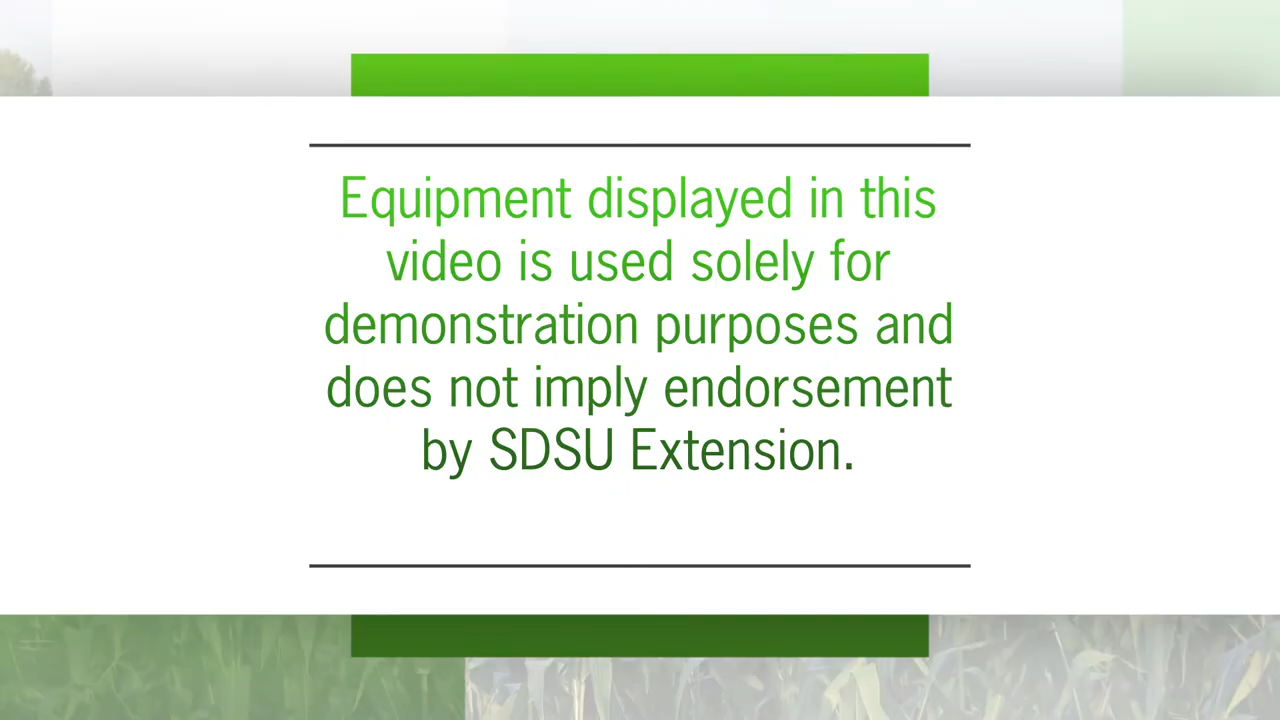 Equipment displayed in this
video is used solely for
demonstration purposes and
does not imply endorsement
by SDSU Extension.